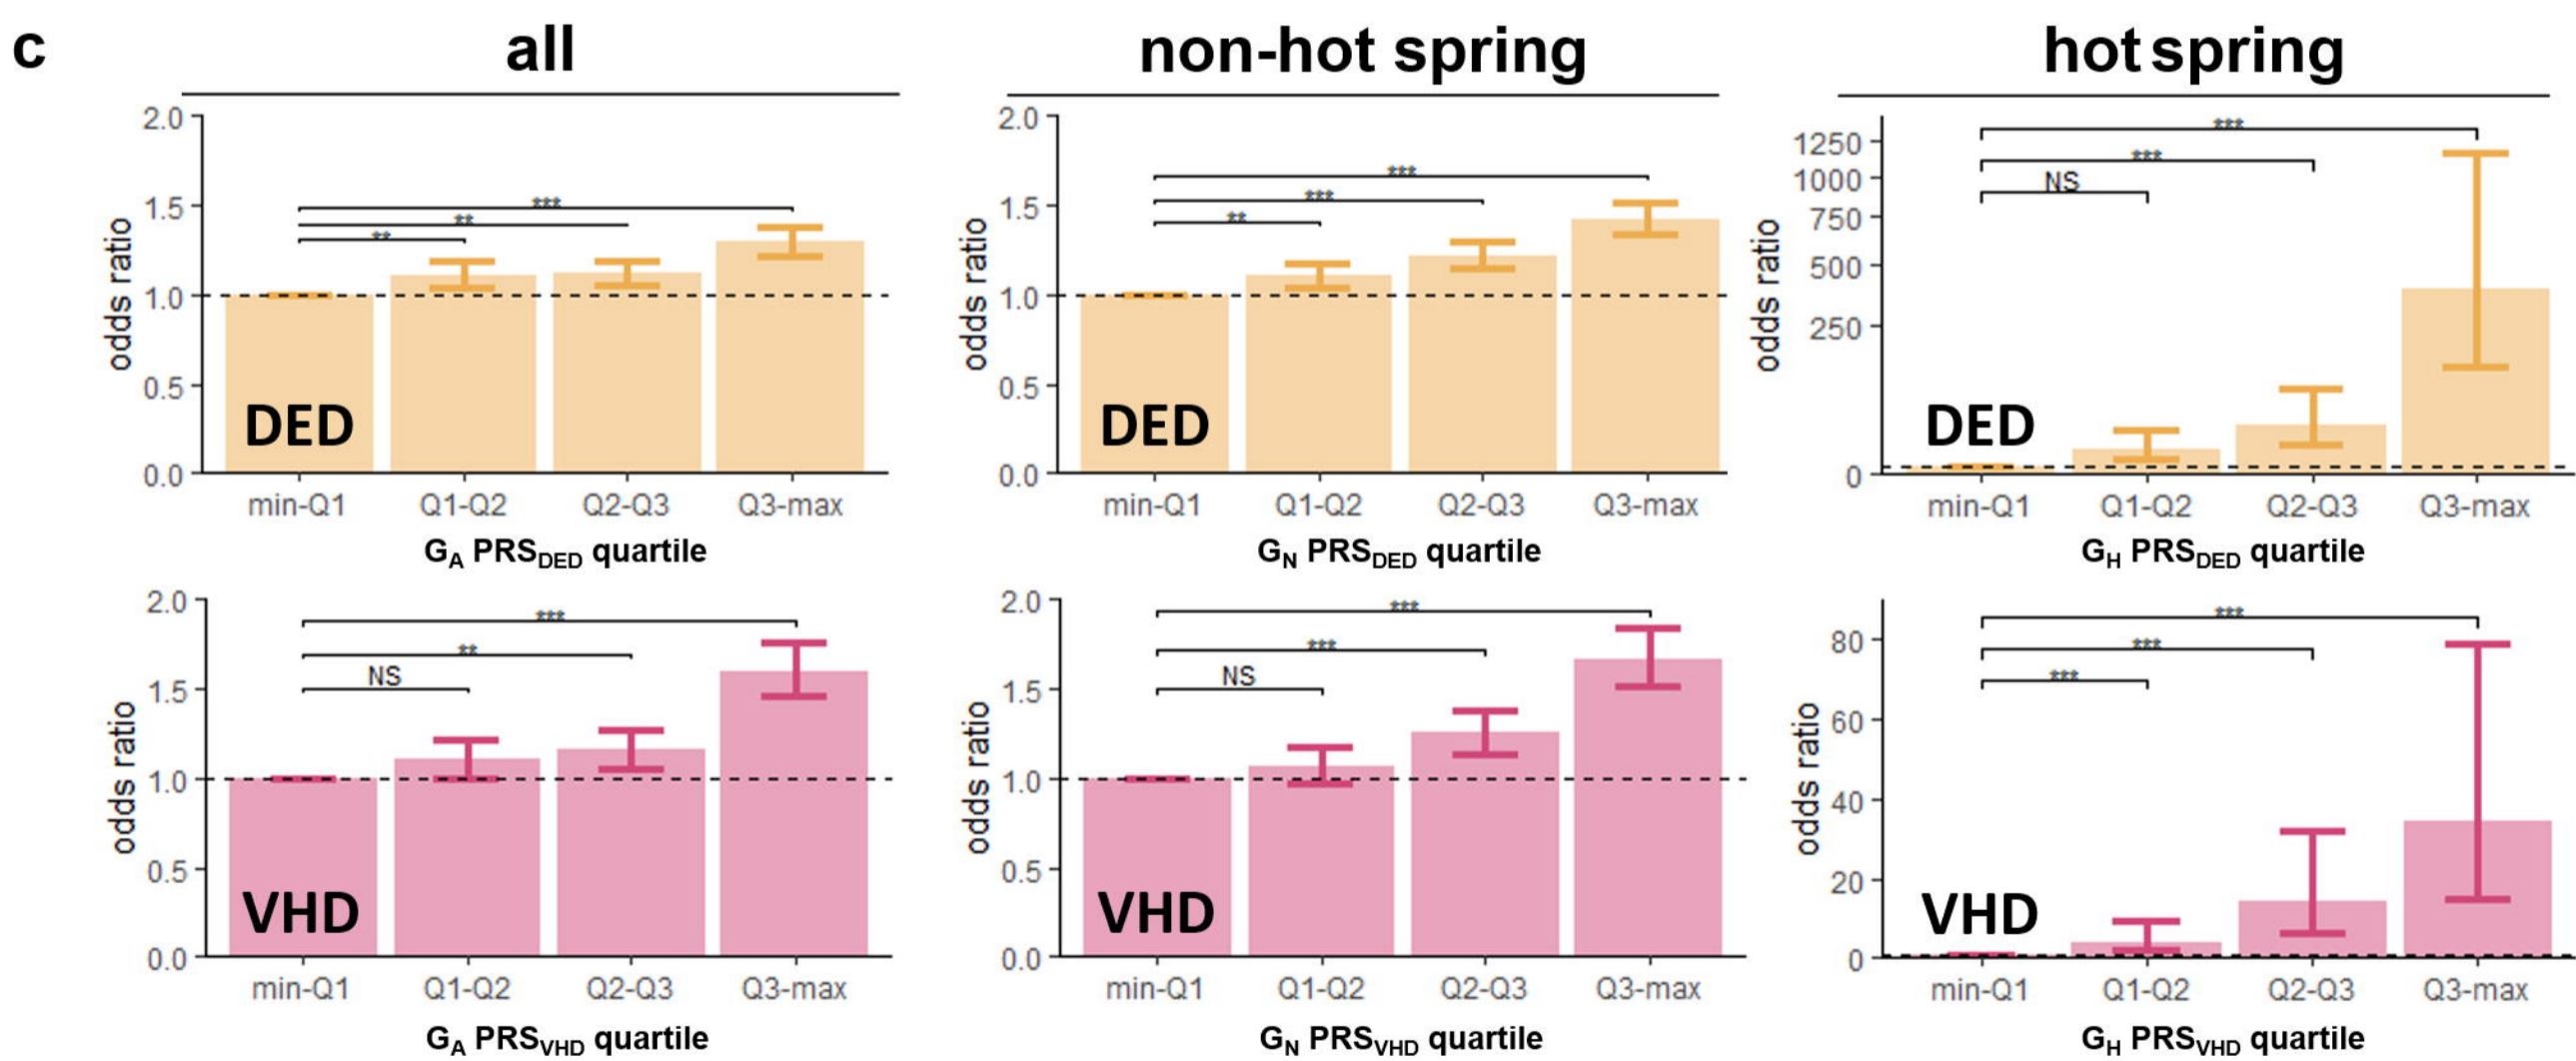 c
all
non-hot spring
hot spring
odds ratio
2.0
1.5
1.0
0.5
0.0
***
**
**
DED
min-Q1 Q1-Q2 Q2-Q3 Q3-max
GA PRSDED quartile
odds ratio
2.0
1.5
1.0
0.5
0.0
***
***
**
DED
min-Q1 Q1-Q2 Q2-Q3 Q3-max
GN PRSDED quartile
odds ratio
1250
1000
750
500
250
0
***
***
NS
DED
min-Q1 Q1-Q2 Q2-Q3 Q3-max
GH PRSDED quartile
odds ratio
2.0
1.5
1.0
0.5
0.0
***
**
NS
VHD
min-Q1 Q1-Q2 Q2-Q3 Q3-max
GA PRSVHD quartile
odds ratio
2.0
1.5
1.0
0.5
0.0
***
***
NS
VHD
min-Q1 Q1-Q2 Q2-Q3 Q3-max
GN PRSVHD quartile
odds ratio
80
60
40
20
0
***
***
***
VHD
min-Q1 Q1-Q2 Q2-Q3 Q3-max
GH PRSVHD quartile